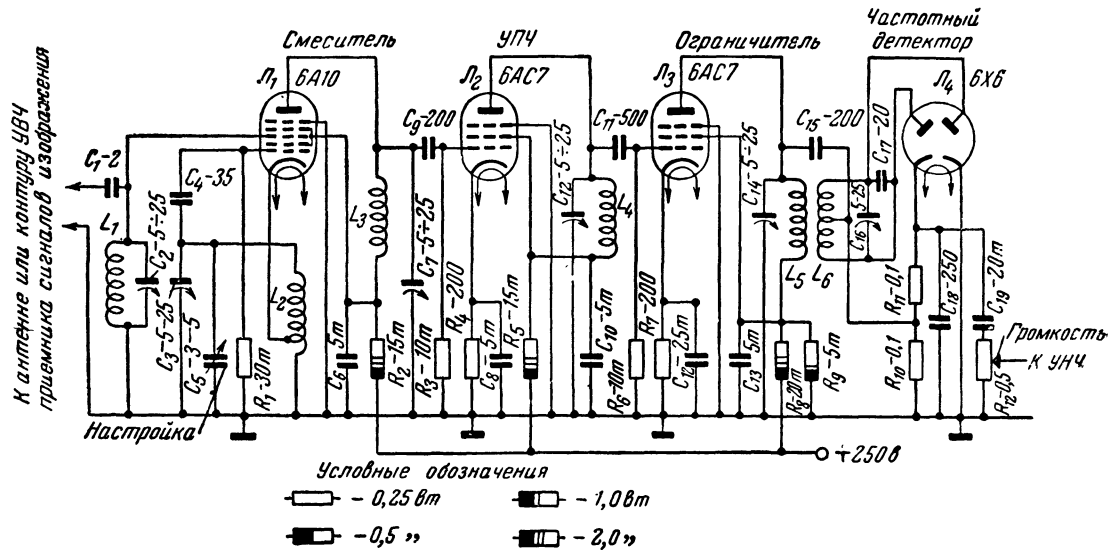 Частотный
детектор
Смеситель
УПЧ
Ограничитель
Л₁
6А10
Л₂
6АС7
Л₃
6АС7
Л₄
6Х6
К антенне или контуру УВЧ
приемника сигналов изображения
C₁-2
C₄-35
C₉-200
C₁₁-500
C₁₂-5÷25
C₁₄-5÷25
C₁₅-200
C₁₇-20
5-25
C₁₆
L₁
C₂-5÷25
L₂
L₃
C₇-5÷25
L₄
L₅
L₆
C₃-5-25
C₅-3-5
R₁-30т
C₆
5т
R₂-15т
R₃-10т
R₄-200
C₈-5т
R₅-1,5т
C₁₀-5т
R₆-10т
R₇-200
2,5т
C₁₃-5т
R₈-20т
R₉-5т
R₁₁-0,1
R₁₀-0,1
C₁₈-250
C₁₉-20т
R₁₂-0,5
Громкость
К УНЧ.
Настройка
+250в
Условные обозначения
-0,25 вт
-1,0 вт
-0,5 „
-2,0 „